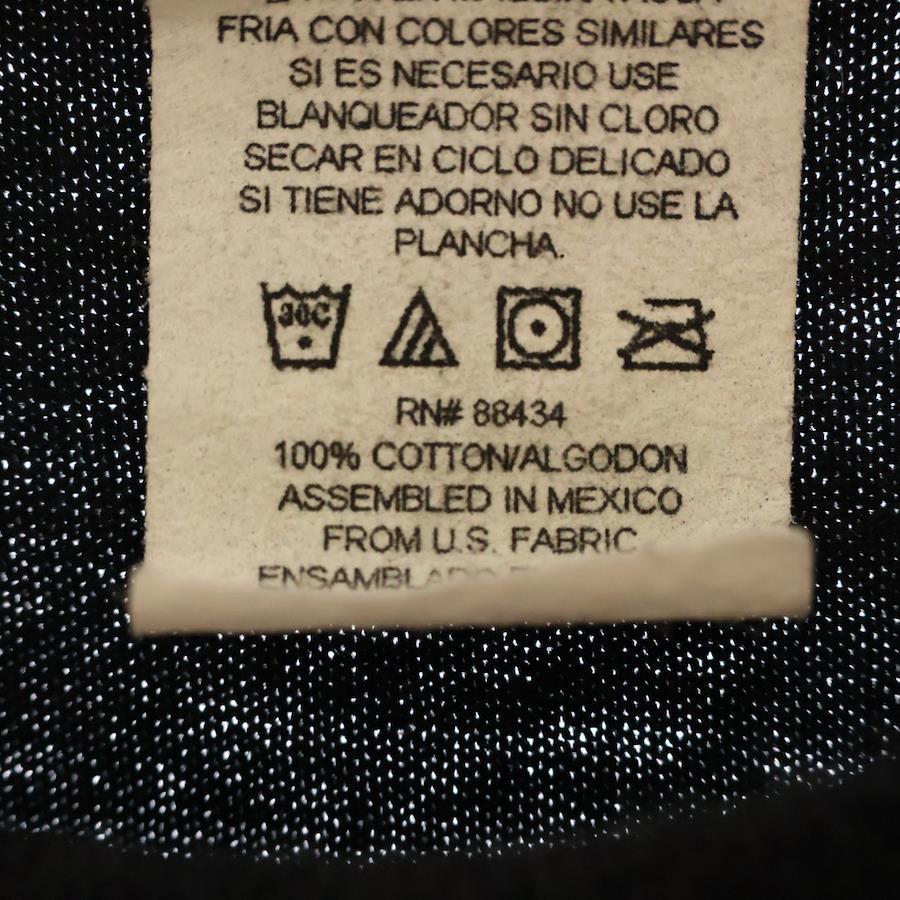 FRIA CON COLORES SIMILARES
SI ES NECESARIO USE
BLANQUEADOR SIN CLORO
SECAR EN CICLO DELICADO
SI TIENE ADORNO NO USE LA
PLANCHA.
30C
RN# 88434
100% COTTON/ALGODON
ASSEMBLED IN MEXICO
FROM U.S. FABRIC
ENSAMBLADO